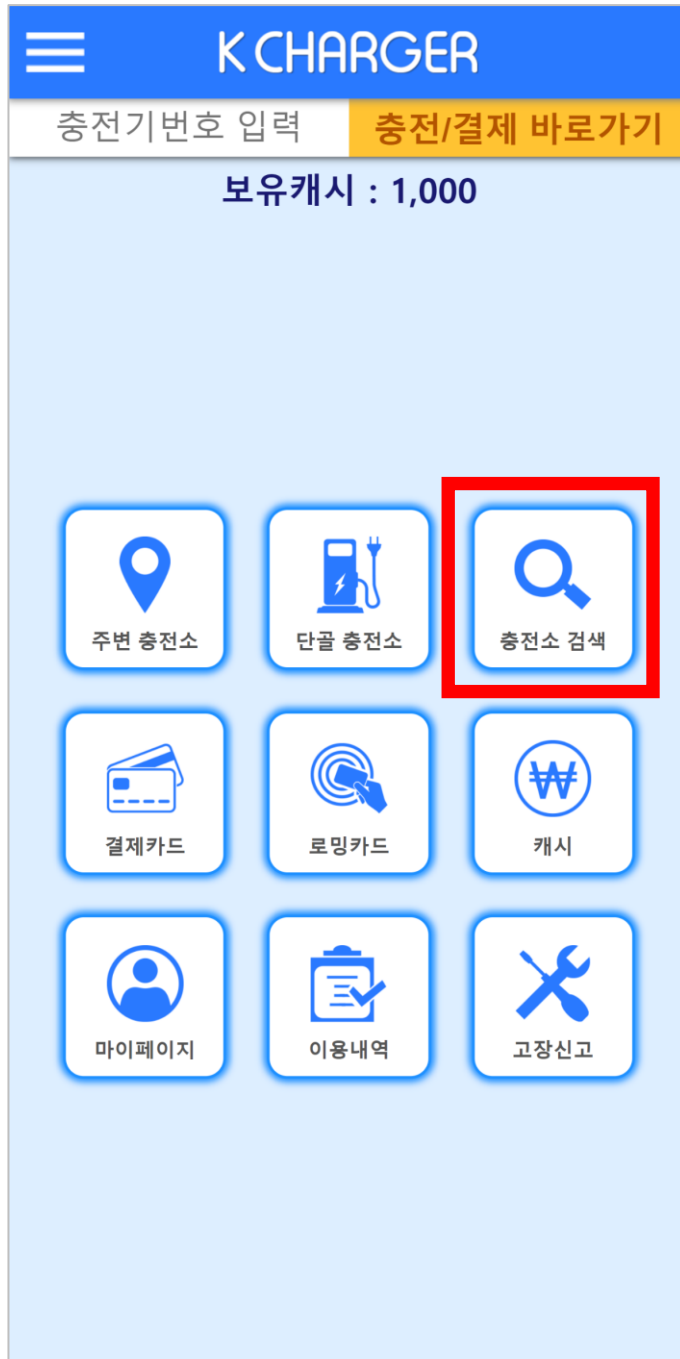 K CHARGER
충전기번호 입력 충전/결제 바로가기
보유캐시 : 1,000
주변 충전소 단골 충전소 충전소 검색
결제카드 로밍카드 캐시
마이페이지 이용내역 고장신고